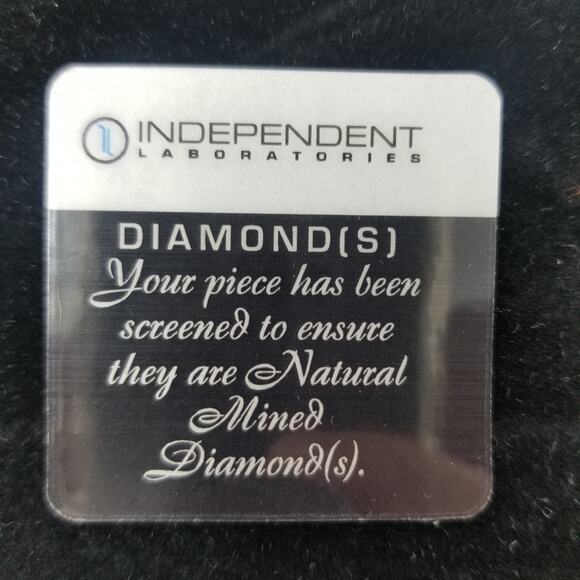 INDEPENDENT
LABORATORIES
DIAMOND(S)
Your piece has been
screened to ensure
they are Natural
Mined
Diamond(s).